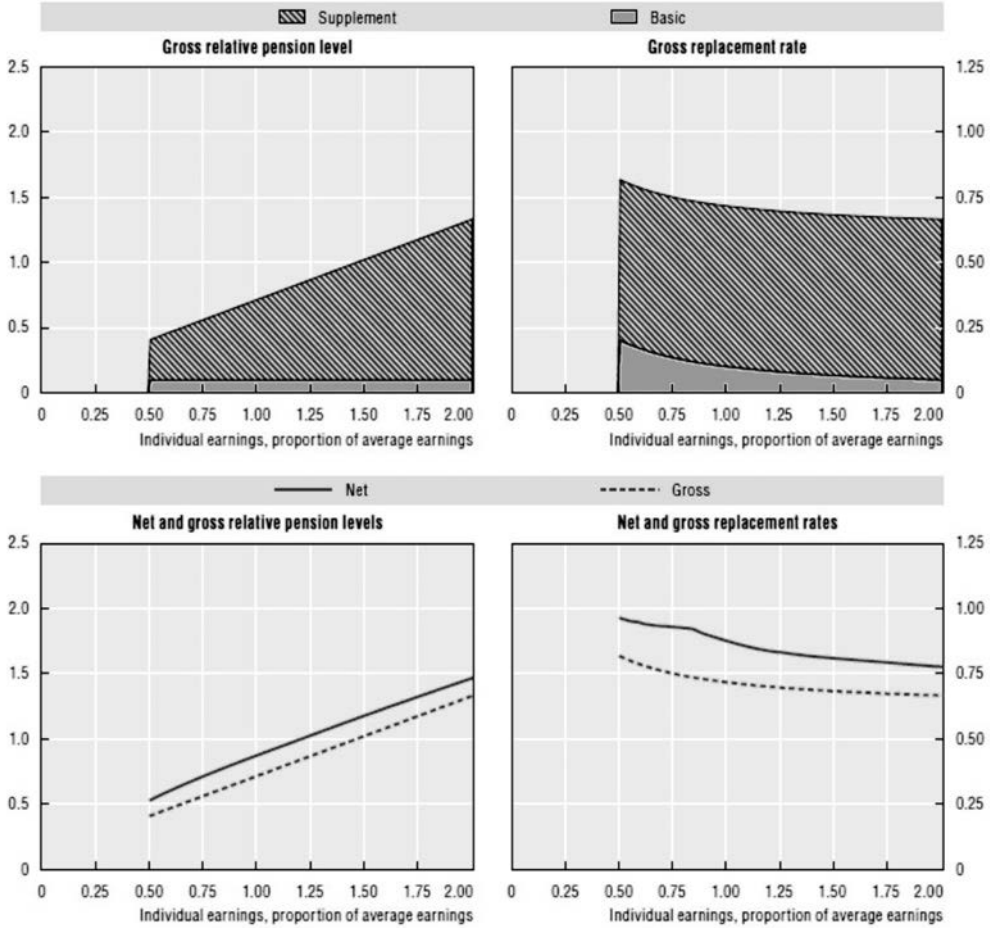 Supplement Basic
Gross relative pension level Gross replacement rate
2.5 1.25
2.0 1.00
1.5 0.75
1.0 0.50
0.5 0.25
0 0
0 0.25 0.50 0.75 1.00 1.25 1.50 1.75 2.00 0 0.25 0.50 0.75 1.00 1.25 1.50 1.75 2.00
Individual earnings, proportion of average earnings Individual earnings, proportion of average earnings
Net Gross
Net and gross relative pension levels Net and gross replacement rates
2.5 1.25
2.0 1.00
1.5 0.75
1.0 0.50
0.5 0.25
0 0
0 0.25 0.50 0.75 1.00 1.25 1.50 1.75 2.00 0 0.25 0.50 0.75 1.00 1.25 1.50 1.75 2.00
Individual earnings, proportion of average earnings Individual earnings, proportion of average earnings